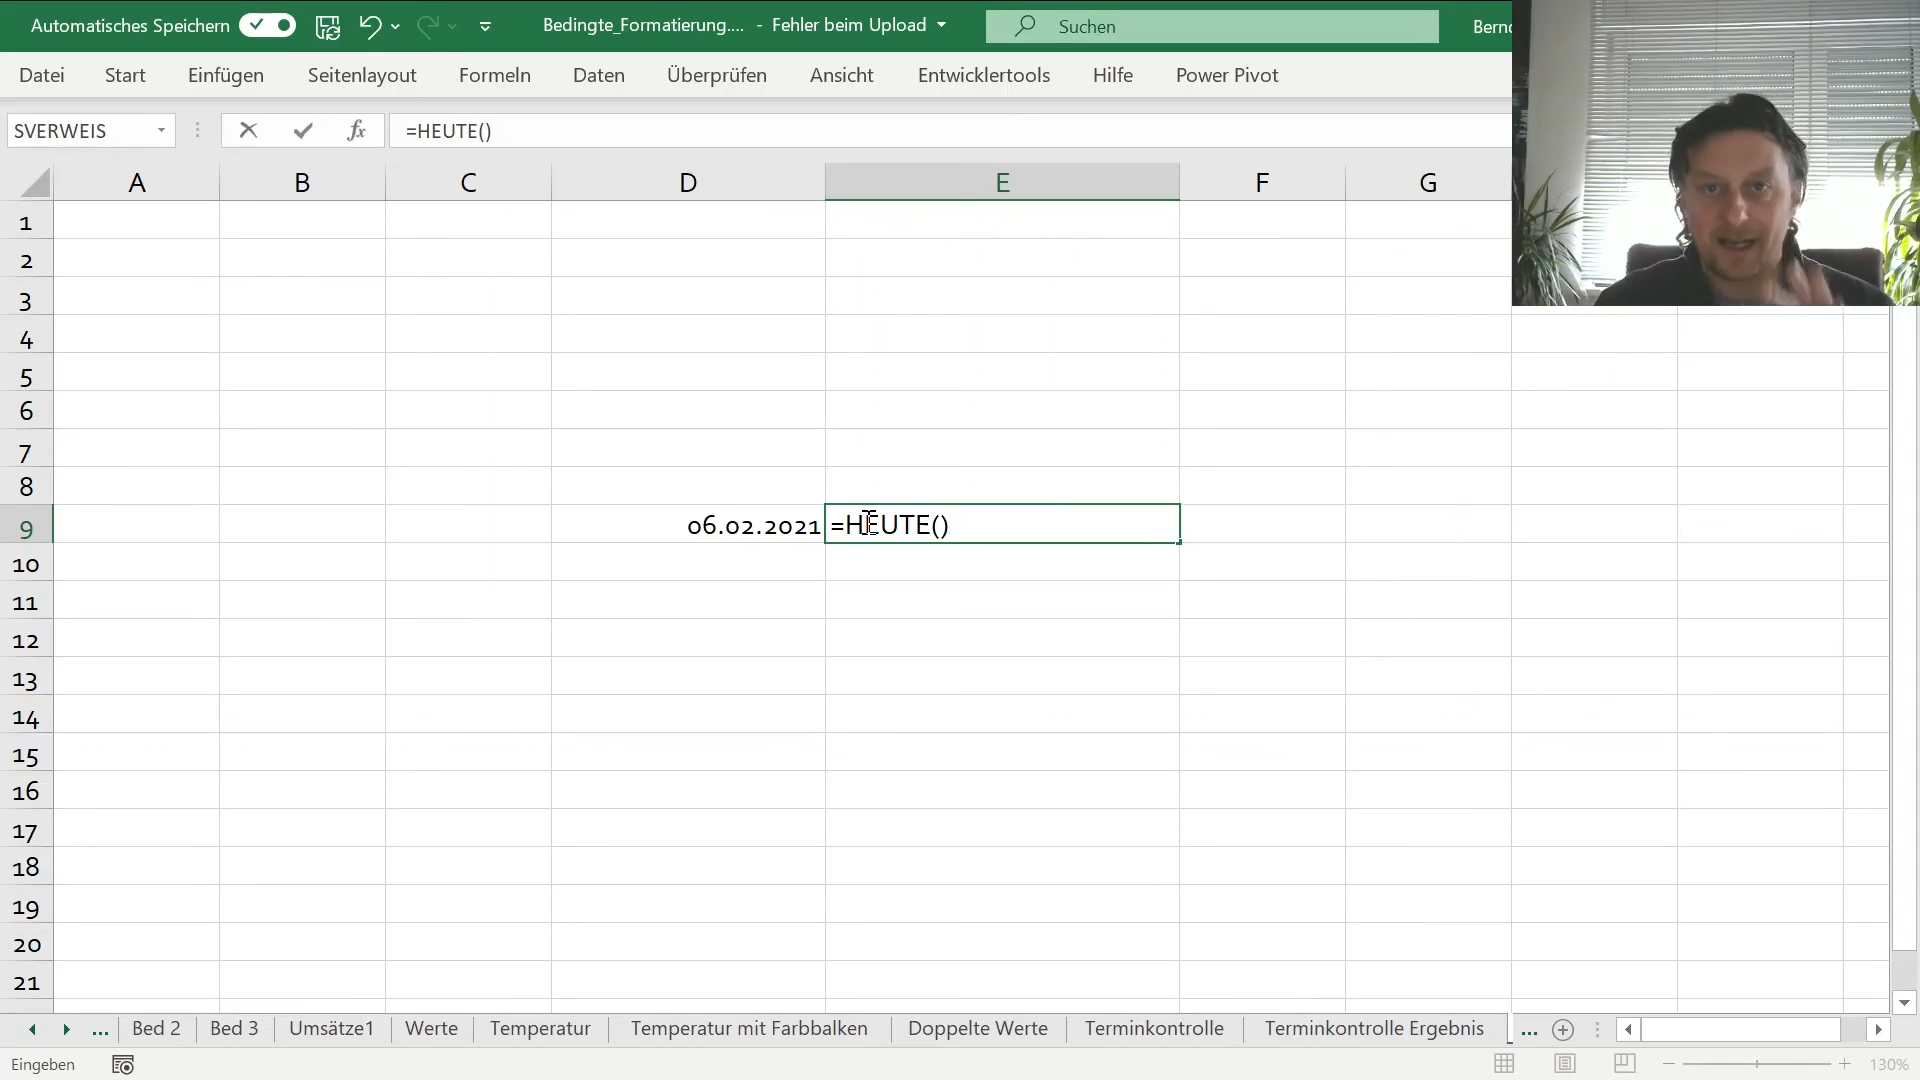 Automatisches Speichern Bedingte_Formatierung.... - Fehler beim Upload Suchen Bernd
Datei Start Einfügen Seitenlayout Formeln Daten Überprüfen Ansicht Entwicklertools Hilfe Power Pivot
SVERWEIS fx =HEUTE()
A B C D E F G
1
2
3
4
5
6
7
8
9 06.02.2021 =HEUTE()
10
11
12
13
14
15
16
17
18
19
20
21
... Bed 2 Bed 3 Umsätze1 Werte Temperatur Temperatur mit Farbbalken Doppelte Werte Terminkontrolle Terminkontrolle Ergebnis ...
Eingeben 130%